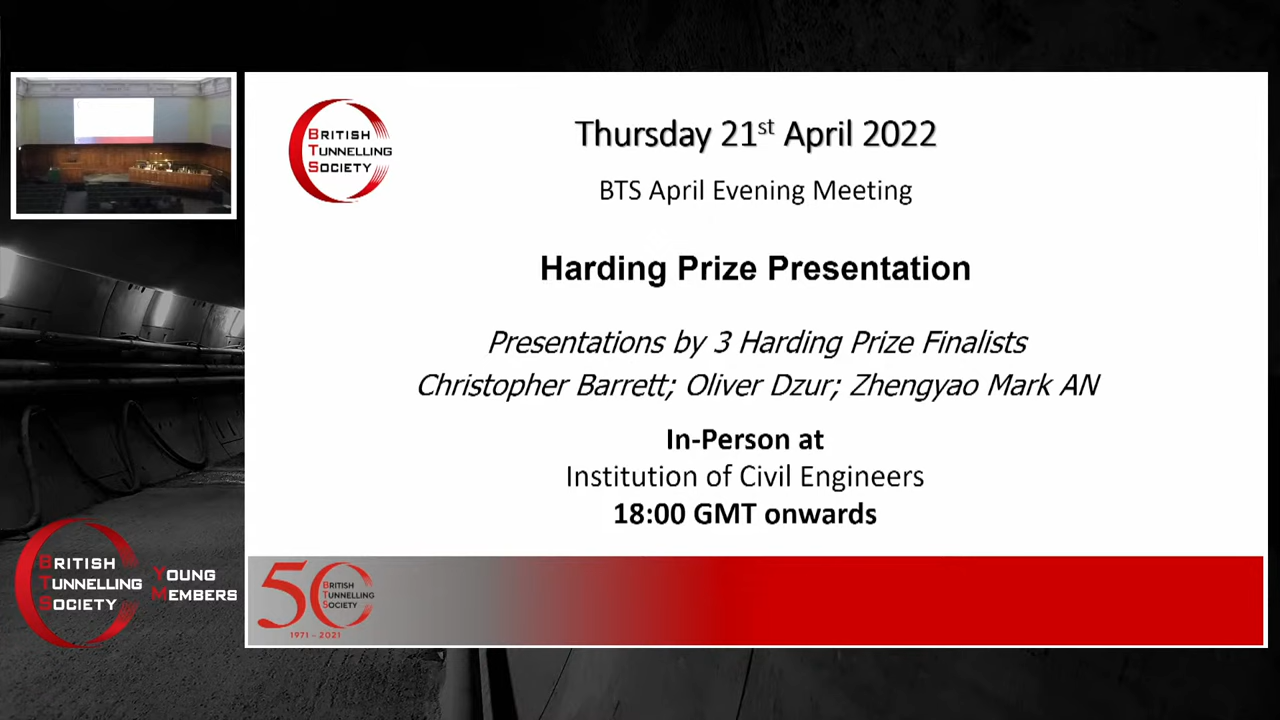 BRITISH
TUNNELLING
SOCIETY
Thursday 21st April 2022
BTS April Evening Meeting
Harding Prize Presentation
Presentations by 3 Harding Prize Finalists
Christopher Barrett; Oliver Dzur; Zhengyao Mark AN
In-Person at
Institution of Civil Engineers
18:00 GMT onwards
BRITISH
TUNNELLING
SOCIETY
YOUNG
MEMBERS
50
BRITISH
TUNNELLING
SOCIETY
1971 - 2021